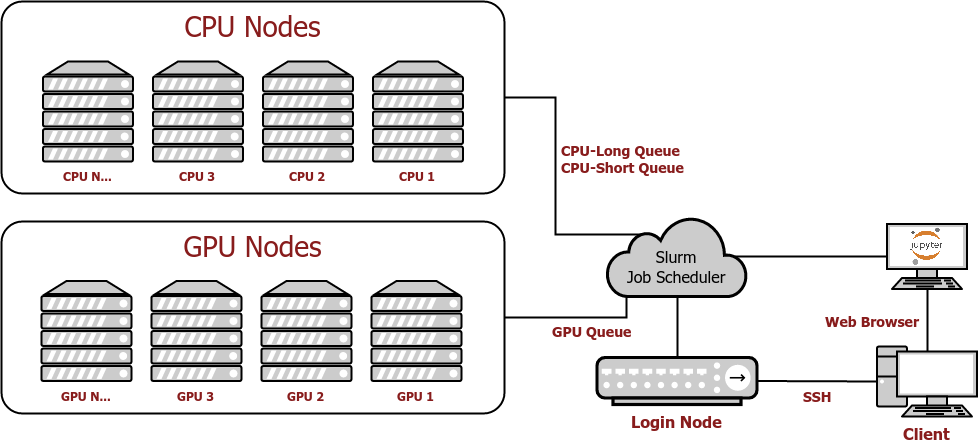 CPU Nodes
CPU N...
CPU 3
CPU 2
CPU 1
CPU-Long Queue
CPU-Short Queue
GPU Nodes
GPU N...
GPU 3
GPU 2
GPU 1
GPU Queue
Slurm
Job Scheduler
jupyter
Web Browser
SSH
Login Node
Client